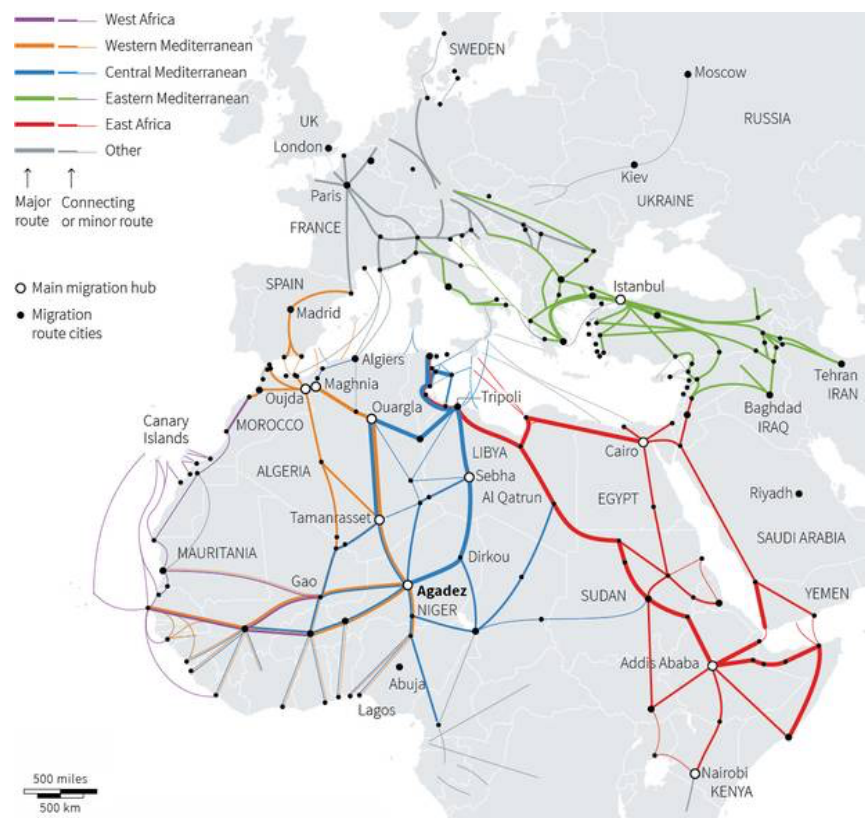 West Africa
Western Mediterranean
Central Mediterranean
Eastern Mediterranean
East Africa
Other
Major
route
Connecting
or minor route
Main migration hub
Migration
route cities
SWEDEN
Moscow
RUSSIA
UK
London
Kiev
UKRAINE
Paris
FRANCE
SPAIN
Madrid
Istanbul
Algiers
Tehran
IRAN
Oujda
Maghnia
Ouargla
Tripoli
Baghdad
IRAQ
Canary
Islands
MOROCCO
LIBYA
Cairo
ALGERIA
Sebha
Al Qatrun
EGYPT
Riyadh
Tamanrasset
SAUDI ARABIA
MAURITANIA
Dirkou
Gao
Agadez
NIGER
SUDAN
YEMEN
Addis Ababa
Abuja
Lagos
Nairobi
KENYA
500 miles
500 km